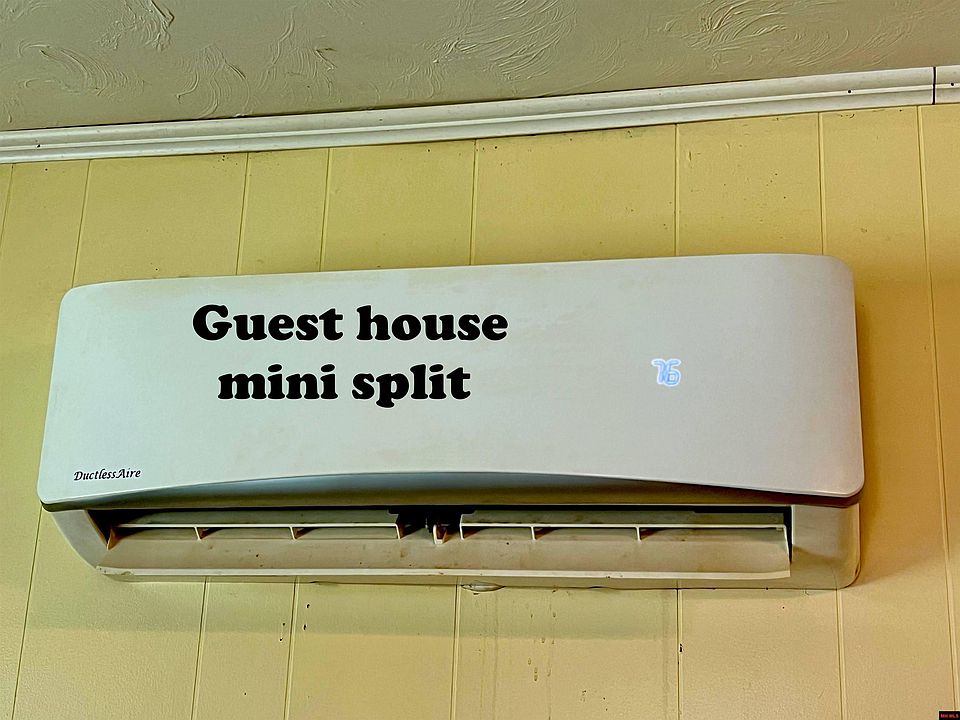 Guest house
mini split
76
DuctlessAire